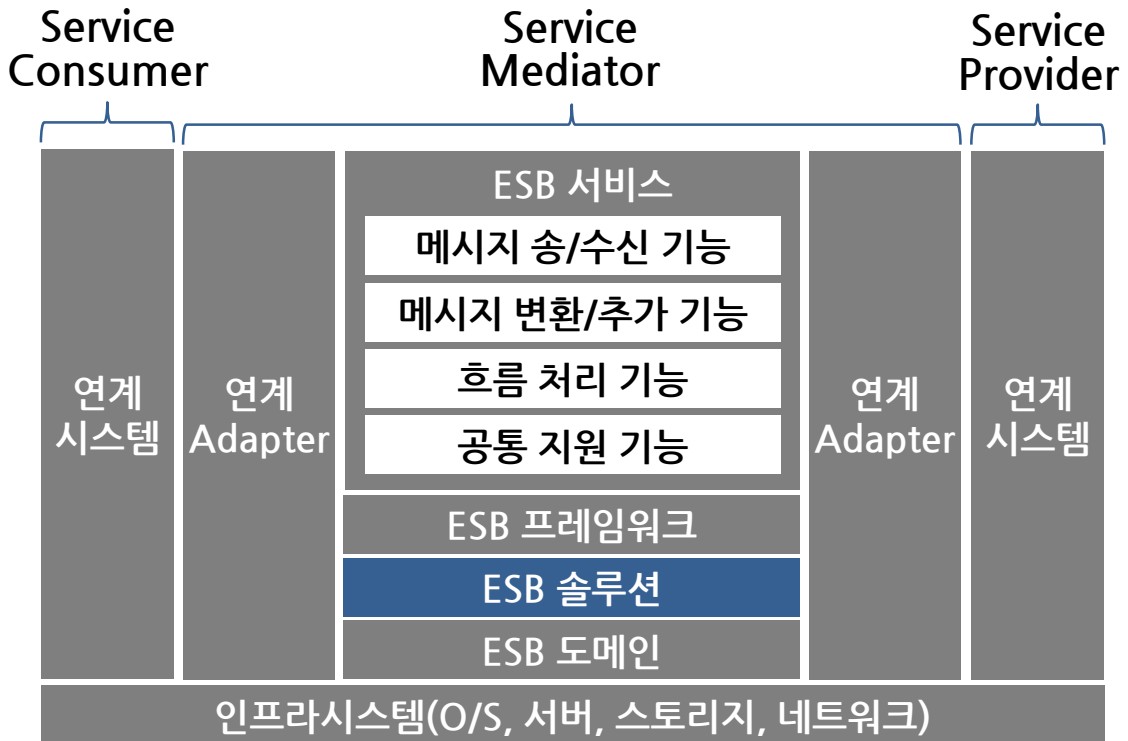 Service
Consumer
Service
Mediator
Service
Provider
연계
시스템
연계
Adapter
ESB 서비스
메시지 송/수신 기능
메시지 변환/추가 기능
흐름 처리 기능
공통 지원 기능
ESB 프레임워크
ESB 솔루션
ESB 도메인
연계
Adapter
연계
시스템
인프라시스템(O/S, 서버, 스토리지, 네트워크)